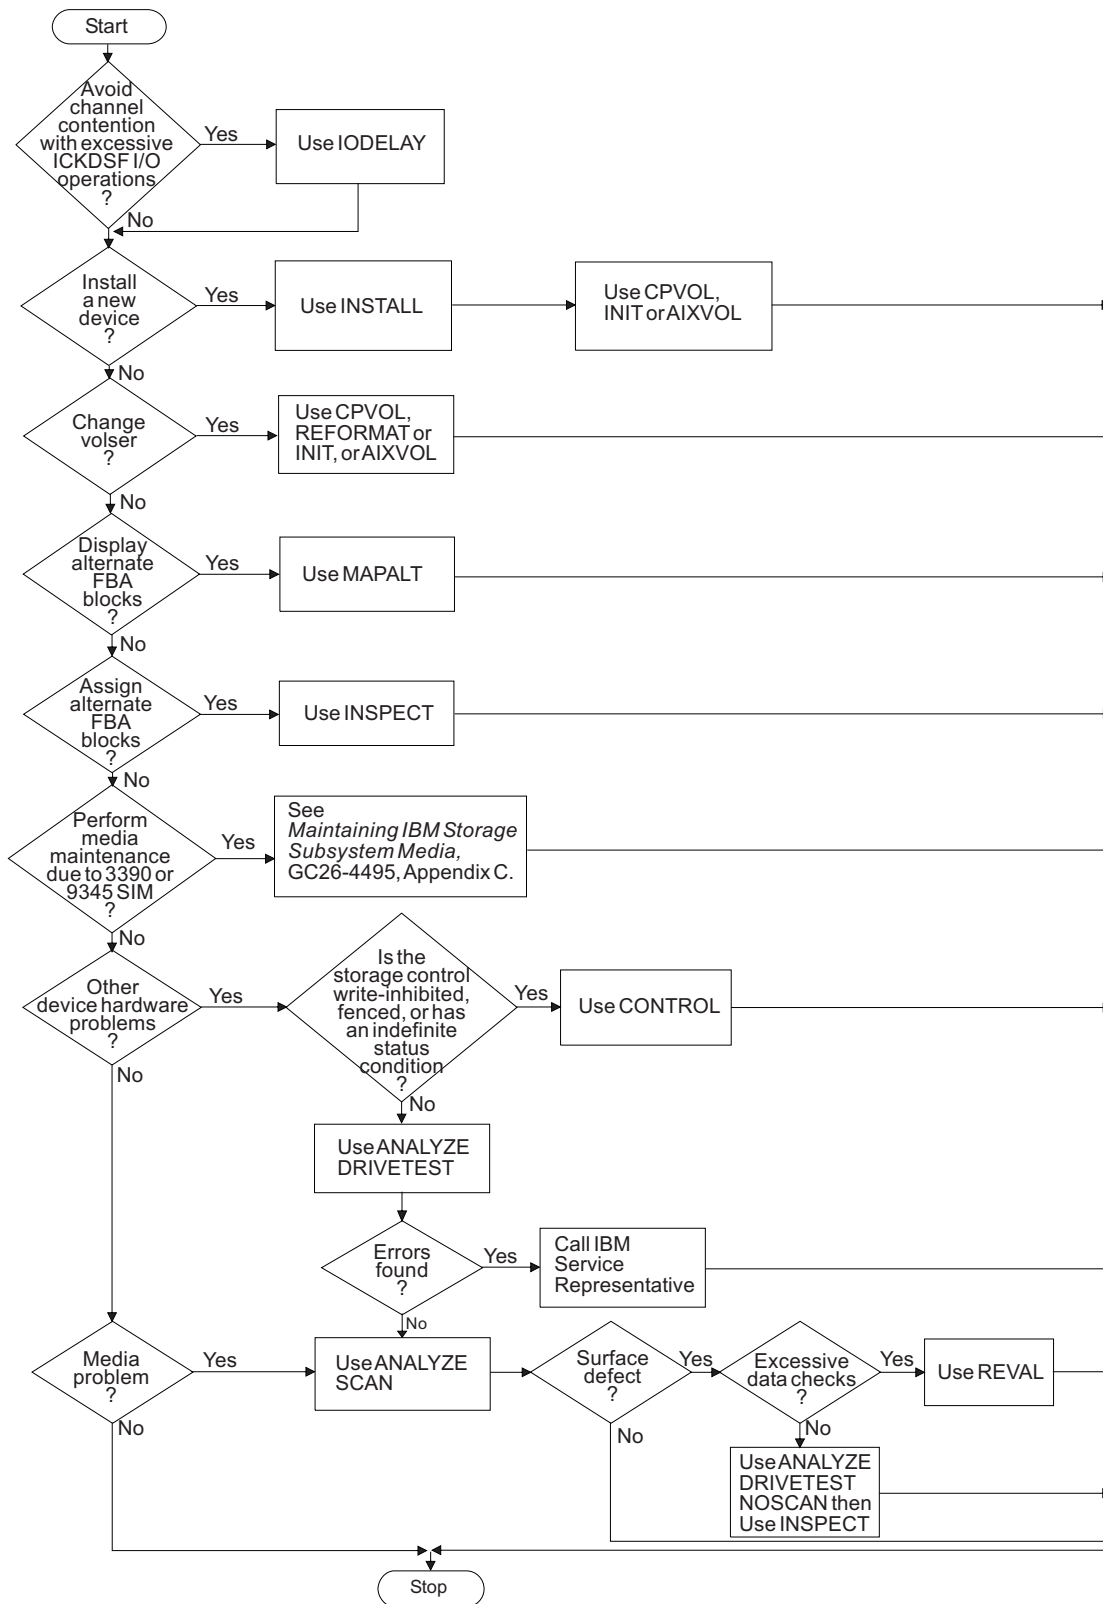 Start
Avoid
channel
contention
with excessive
ICKDSF I/O
operations
?
Yes
Use IODELAY
No
Install
a new
device
?
Yes
Use INSTALL
Use CPVOL,
INIT or AIXVOL
No
Change
volser
?
Yes
Use CPVOL,
REFORMAT or
INIT, or AIXVOL
No
Display
alternate
FBA
blocks
?
Yes
Use MAPALT
No
Assign
alternate
FBA
blocks
?
Yes
Use INSPECT
No
Perform
media
maintenance
due to 3390 or
9345 SIM
?
Yes
See
Maintaining IBM Storage
Subsystem Media,
GC26-4495, Appendix C.
No
Other
device hardware
problems
?
Yes
Is the
storage control
write-inhibited,
fenced, or has
an indefinite
status
condition
?
Yes
Use CONTROL
No
No
Use ANALYZE
DRIVETEST
Errors
found
?
Yes
Call IBM
Service
Representative
No
Media
problem
?
Yes
Use ANALYZE
SCAN
Surface
defect
?
Yes
Excessive
data checks
?
Yes
Use REVAL
No
No
No
Use ANALYZE
DRIVETEST
NOSCAN then
Use INSPECT
Stop